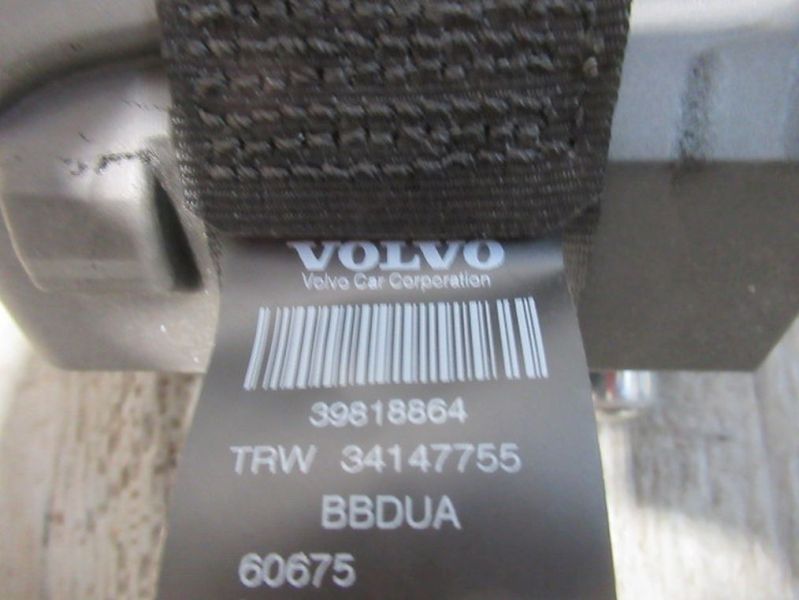 VOLVO
Volvo Car Corporation
39818864
TRW 34147755
BBDUA
60675